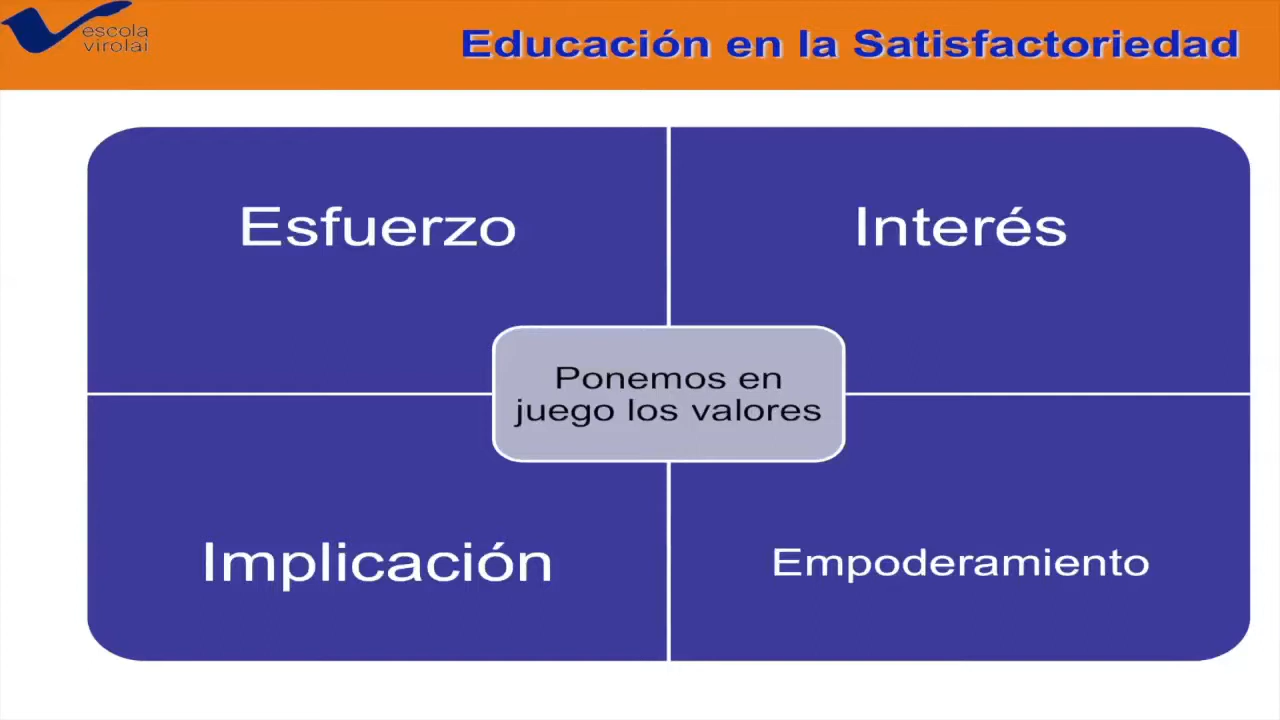 escola
virolai
Educación en la Satisfactoriedad
Esfuerzo
Interés
Ponemos en
juego los valores
Implicación
Empoderamiento